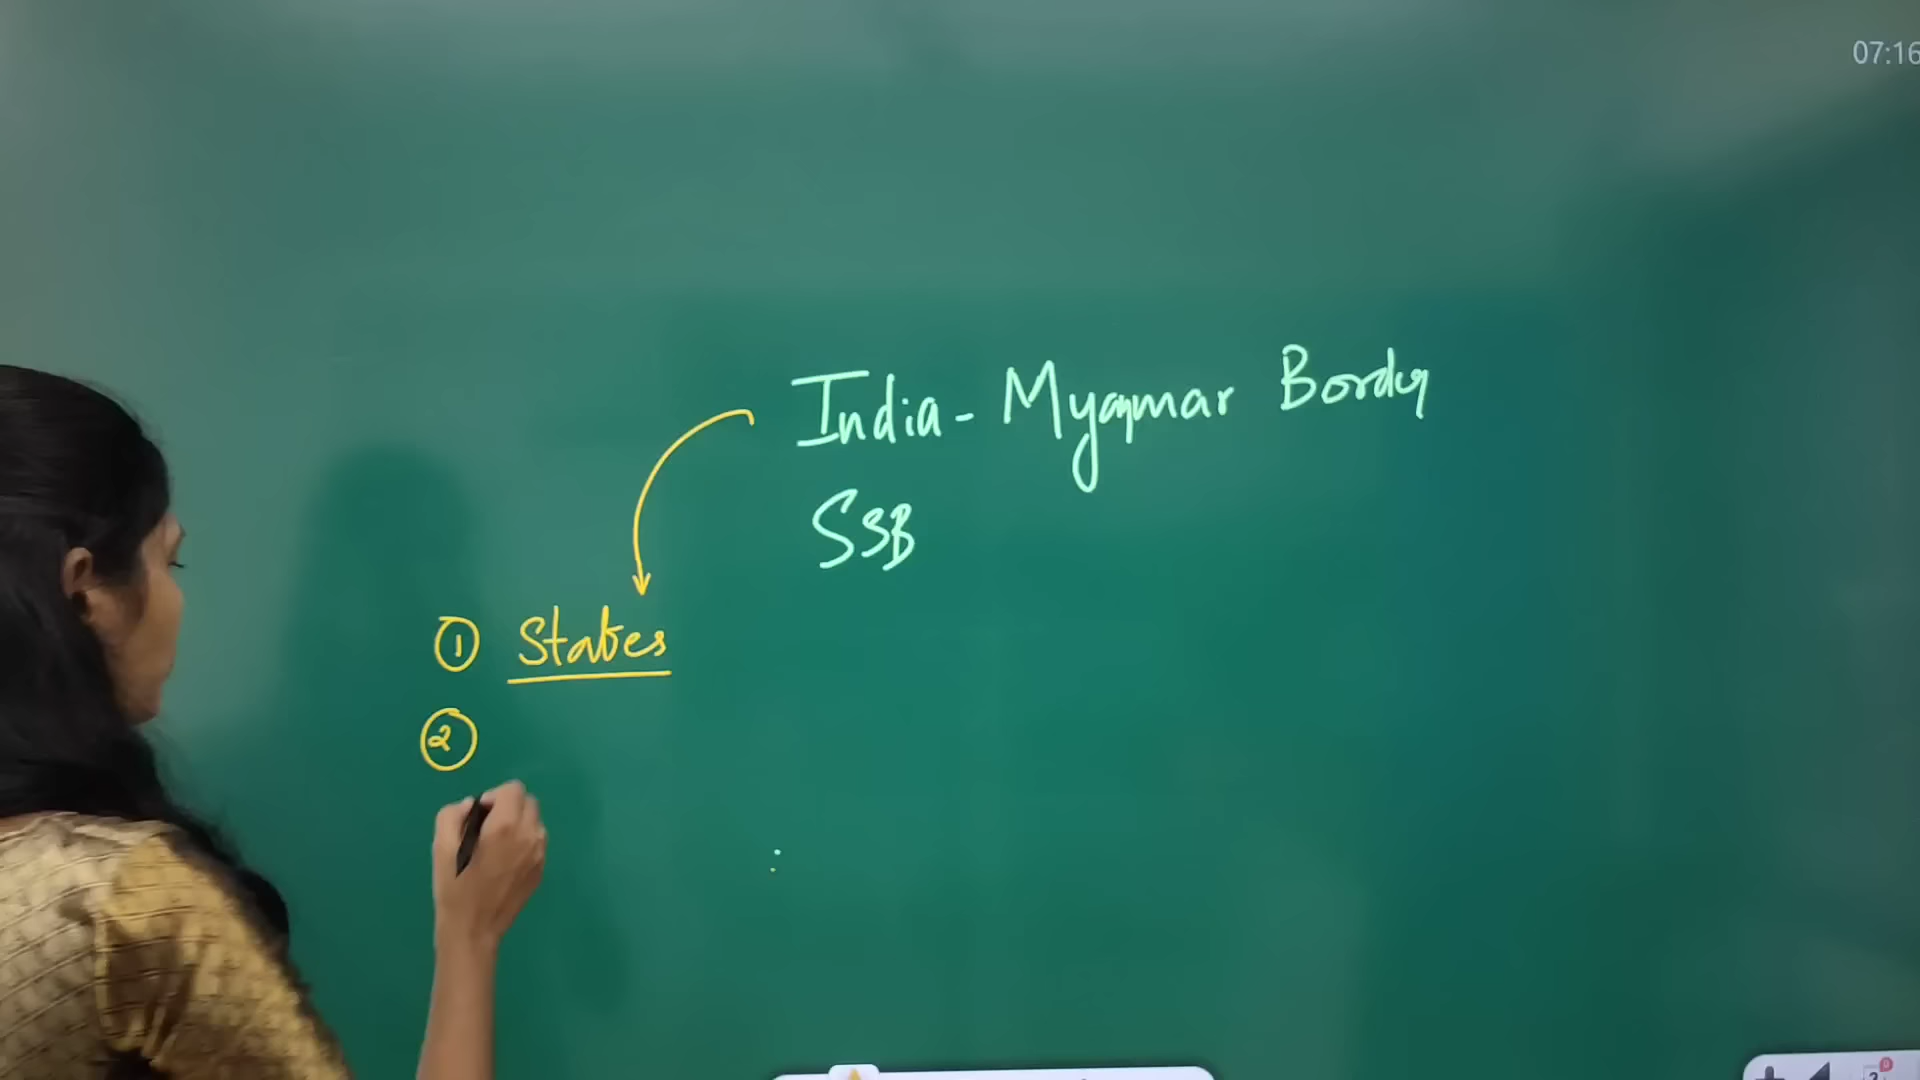 07:16
India - Myanmar Border
SSB
① States
②